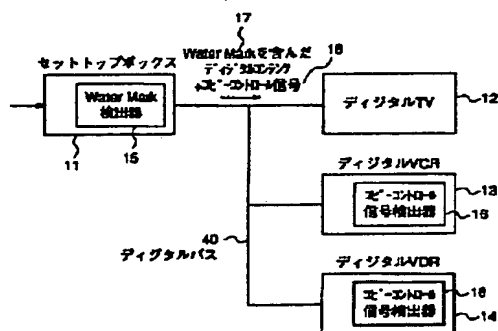 17
Water Markを含んだ
ディジタルコンテンツ
+コピーコントロール信号
18
セットトップボックス
Water Mark
検出器
15
11
ディジタルTV
12
ディジタルVCR
コピーコントロール
信号検出器
13
16
40
ディジタルバス
ディジタルVDR
コピーコントロール
信号検出器
16
14